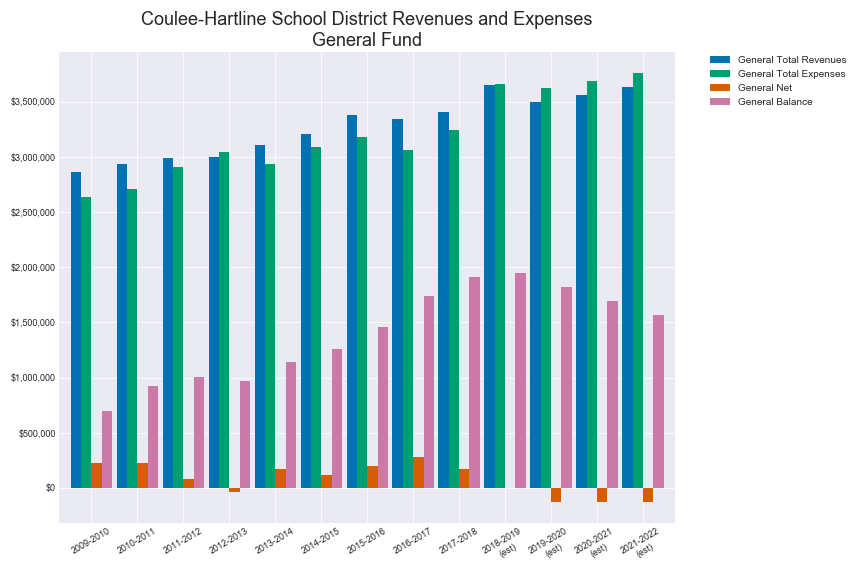 Coulee-Hartline School District Revenues and Expenses
General Fund
General Total Revenues
General Total Expenses
General Net
General Balance
$3,500,000
$3,000,000
$2,500,000
$2,000,000
$1,500,000
$1,000,000
$500,000
$0
2009-2010
2010-2011
2011-2012
2012-2013
2013-2014
2014-2015
2015-2016
2016-2017
2017-2018
2018-2019
(est)
2019-2020
(est)
2020-2021
(est)
2021-2022
(est)